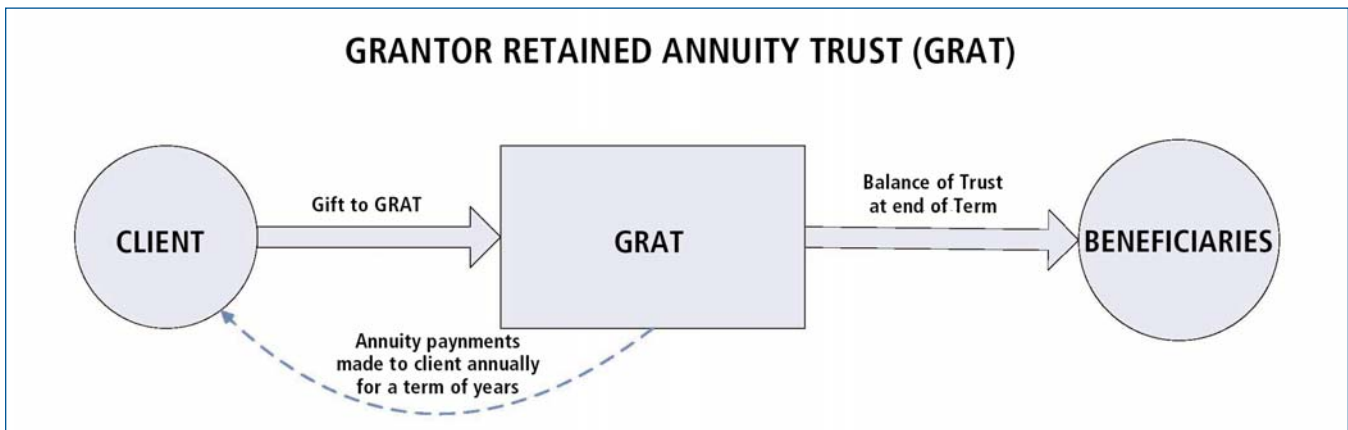 GRANTOR RETAINED ANNUITY TRUST (GRAT)
CLIENT
Gift to GRAT
GRAT
Balance of Trust
at end of Term
BENEFICIARIES
Annuity paynments
made to client annually
for a term of years